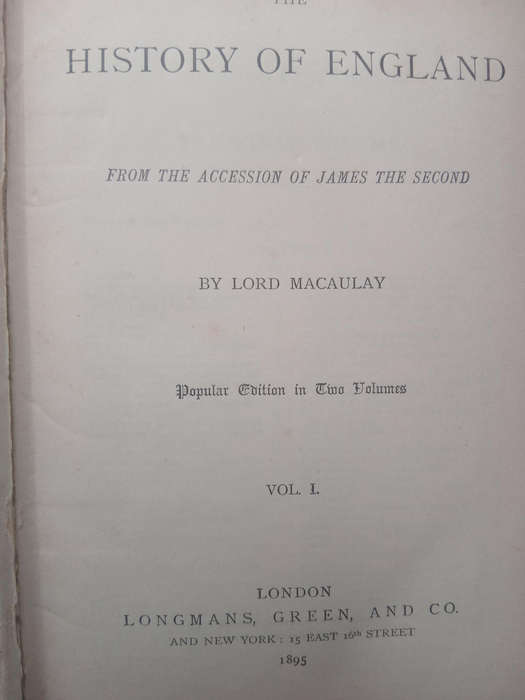 THE
HISTORY OF ENGLAND
FROM THE ACCESSION OF JAMES THE SECOND
BY LORD MACAULAY
Popular Edition in Two Volumes
VOL. I.
LONDON
LONGMANS, GREEN, AND CO.
AND NEW YORK : 15 EAST 16th STREET
1895